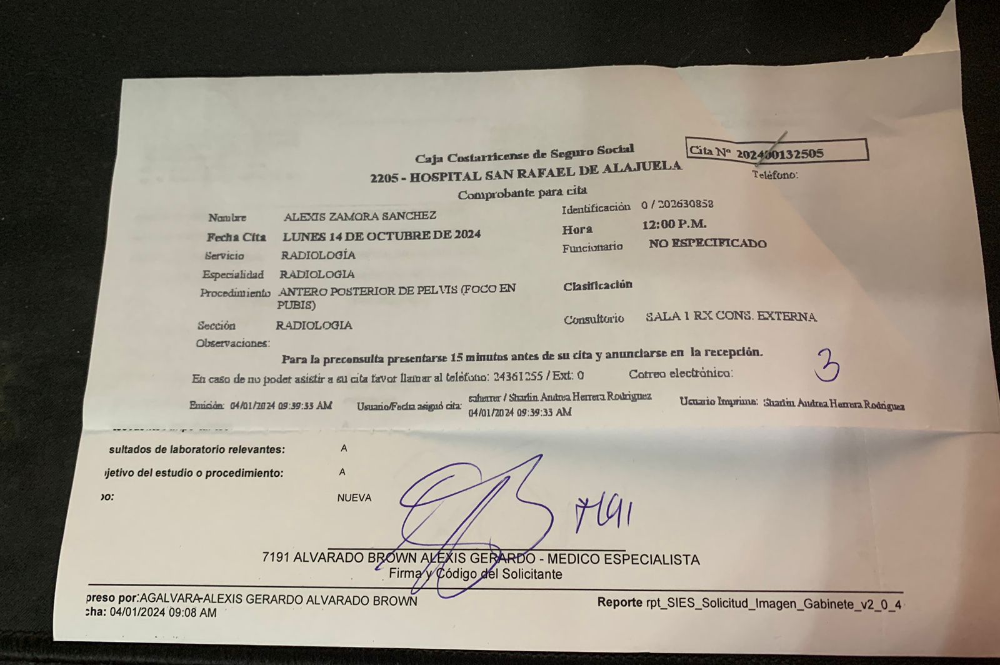 Caja Costarricense de Seguro Social
Cita Nº 202400132505
2205 - HOSPITAL SAN RAFAEL DE ALAJUELA
Teléfono:
Comprobante para cita
Nombre ALEXIS ZAMORA SANCHEZ
Identificación 0 / 202630858
Fecha Cita LUNES 14 DE OCTUBRE DE 2024
Hora 12:00 P.M.
Servicio RADIOLOGÍA
Funcionario NO ESPECIFICADO
Especialidad RADIOLOGIA
Procedimiento ANTERO POSTERIOR DE PELVIS (FOCO EN
PUBIS)
Clasificación
Sección RADIOLOGIA
Consultorio SALA 1 RX CONS. EXTERNA
Observaciones:
Para la preconsulta presentarse 15 minutos antes de su cita y anunciarse en la recepción.
3
En caso de no poder asistir a su cita favor llamar al teléfono: 24361255 / Ext: 0 Correo electrónico:
Emisión: 04/01/2024 09:39:33 AM
Usuario/Fecha asignó cita: saherrer / Sharlin Andrea Herrera Rodriguez
04/01/2024 09:39:33 AM
Usuario Imprime: Sharlin Andrea Herrera Rodriguez
sultados de laboratorio relevantes: A
jetivo del estudio o procedimiento: A
o: NUEVA
7191
7191 ALVARADO BROWN ALEXIS GERARDO - MEDICO ESPECIALISTA
Firma y Código del Solicitante
preso por:AGALVARA-ALEXIS GERARDO ALVARADO BROWN
Reporte rpt_SIES_Solicitud_Imagen_Gabinete_v2_0_4
cha: 04/01/2024 09:08 AM